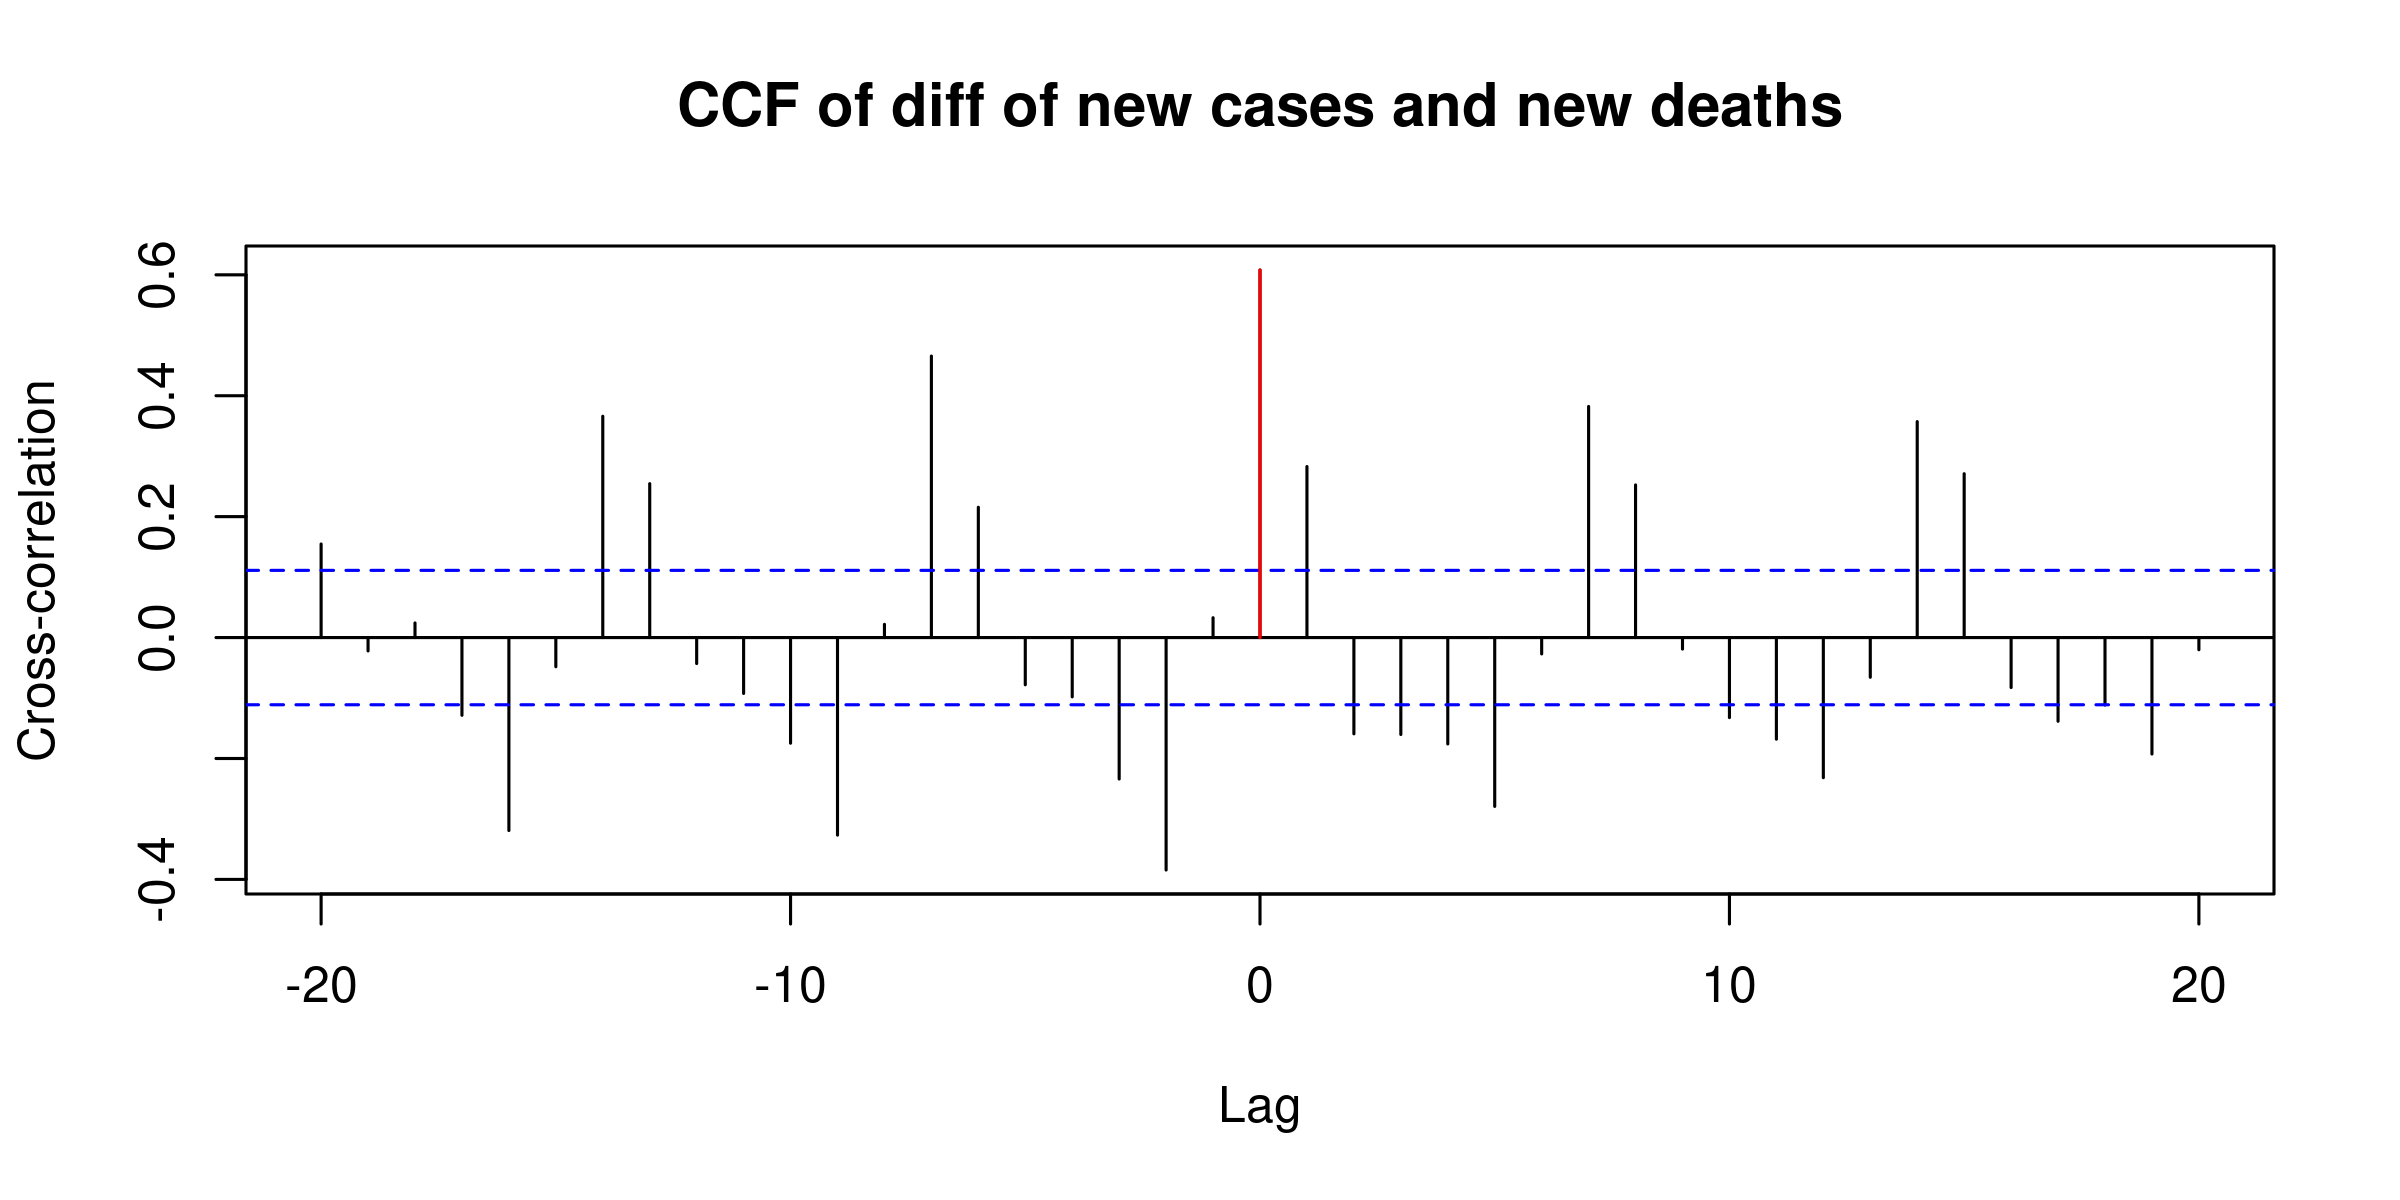 CCF of diff of new cases and new deaths
Cross-correlation
0.6
0.4
0.2
0.0
-0.4
-20 -10 0 10 20
Lag